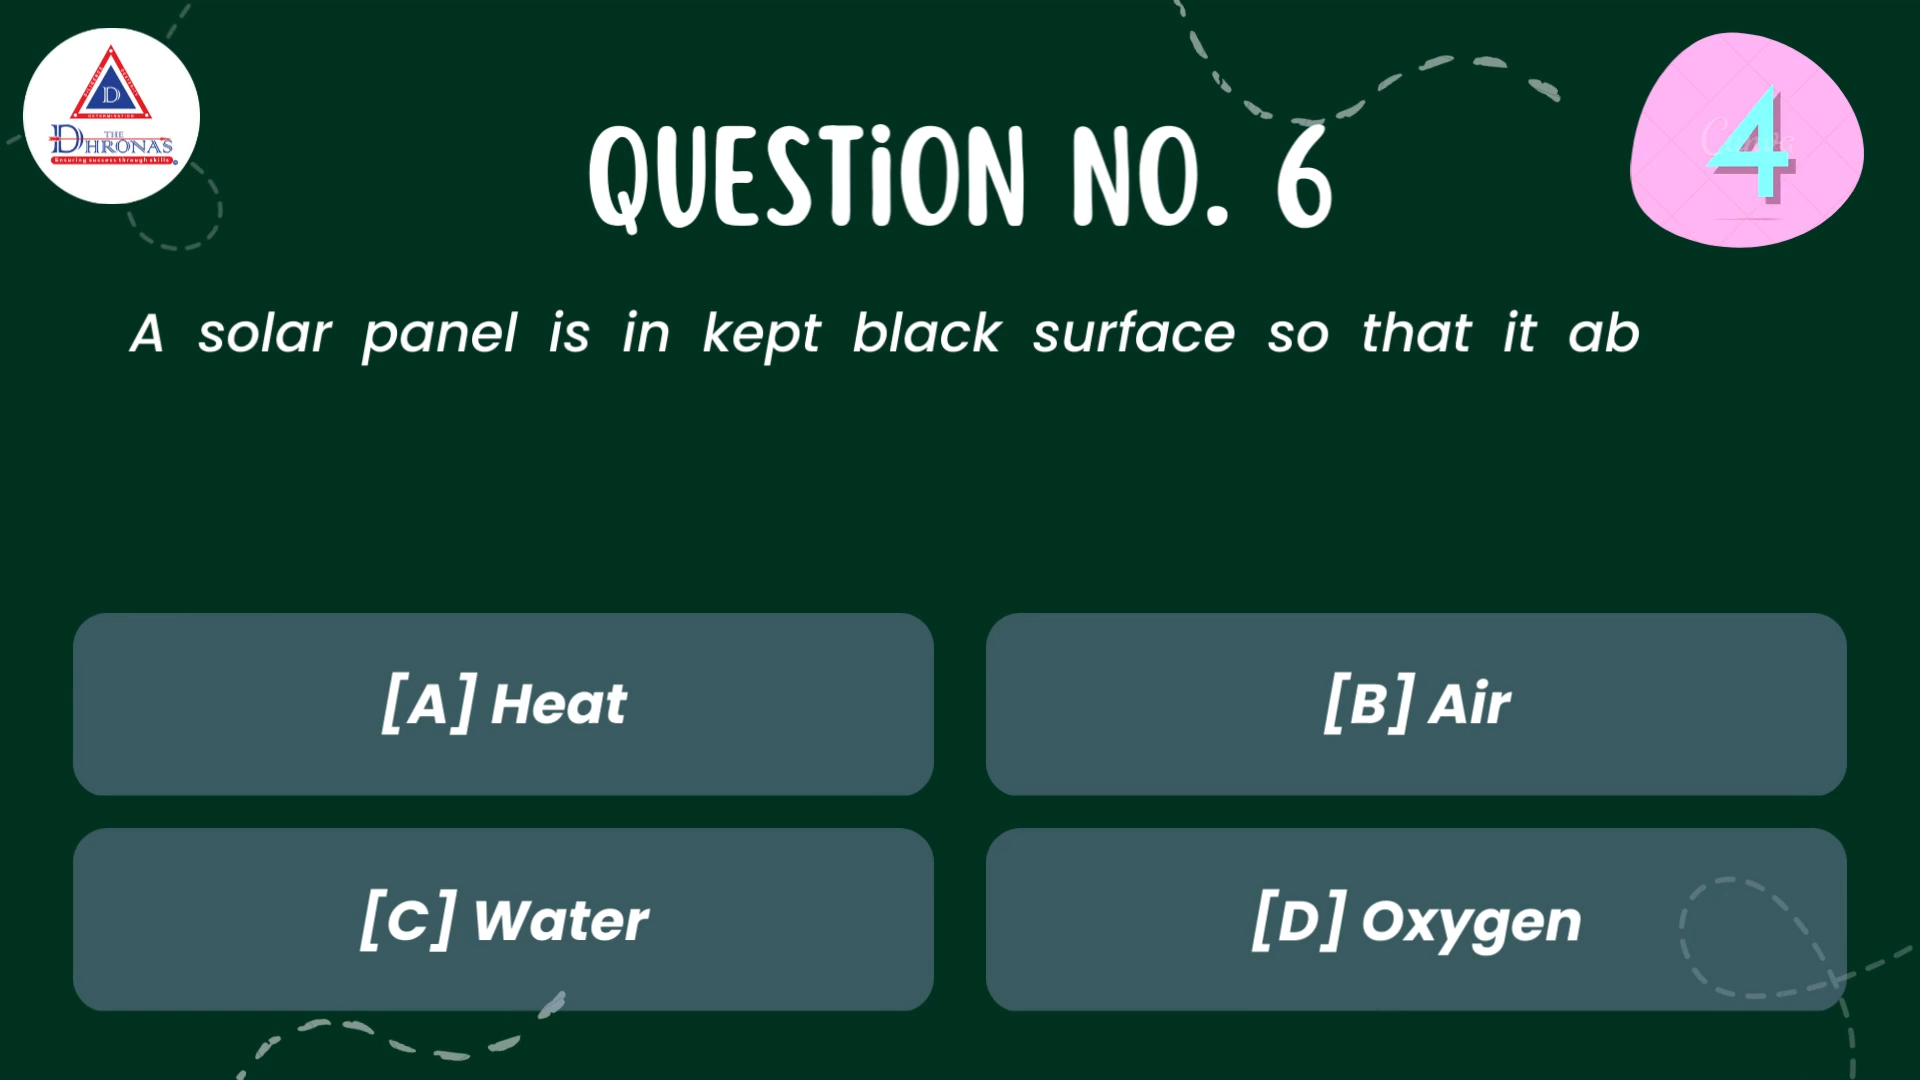 D
DETERMINATION
THE
DHRONAS
Ensuring success through skills
QUESTiON NO. 6
4
A solar panel is in kept black surface so that it ab
[A] Heat
[B] Air
[C] Water
[D] Oxygen